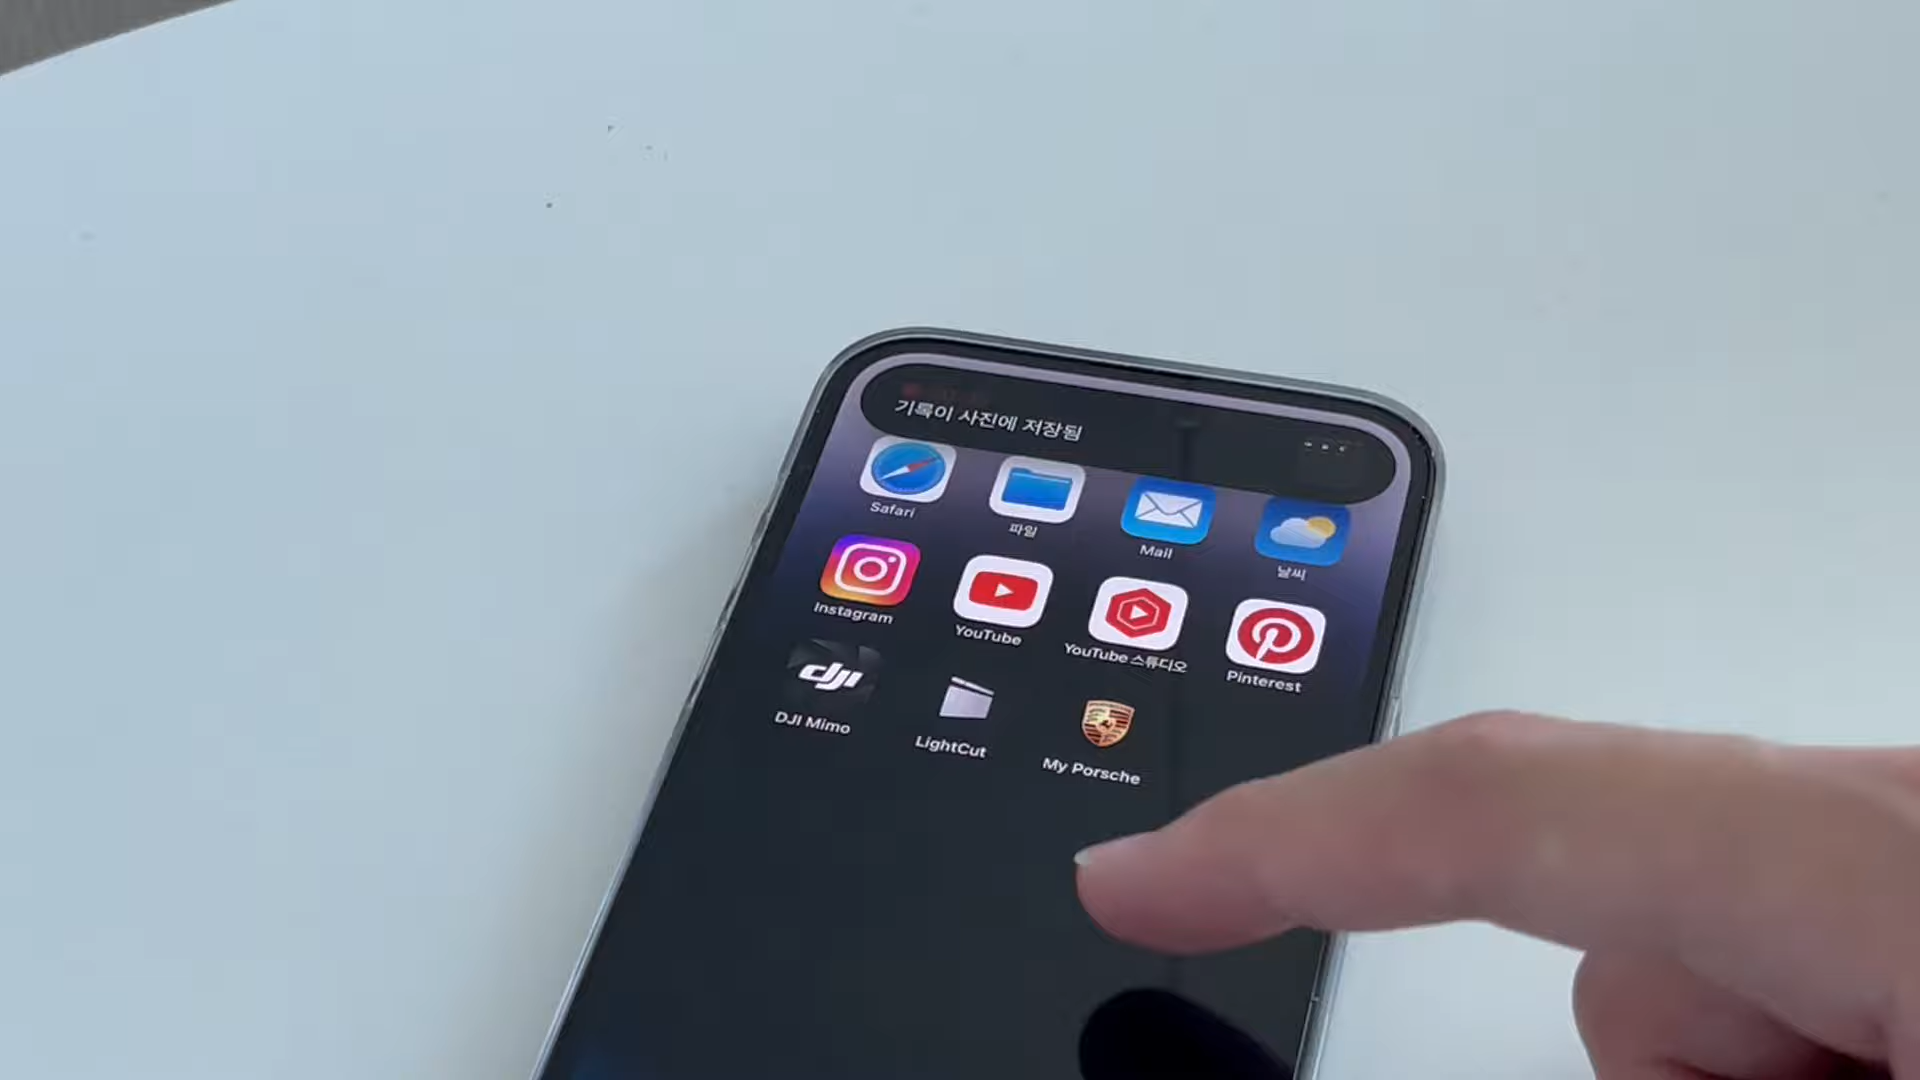 기록이 사진에 저장됨
Safari
파일
Mail
날씨
Instagram
YouTube
YouTube 스튜디오
Pinterest
dji
DJI Mimo
LightCut
My Porsche